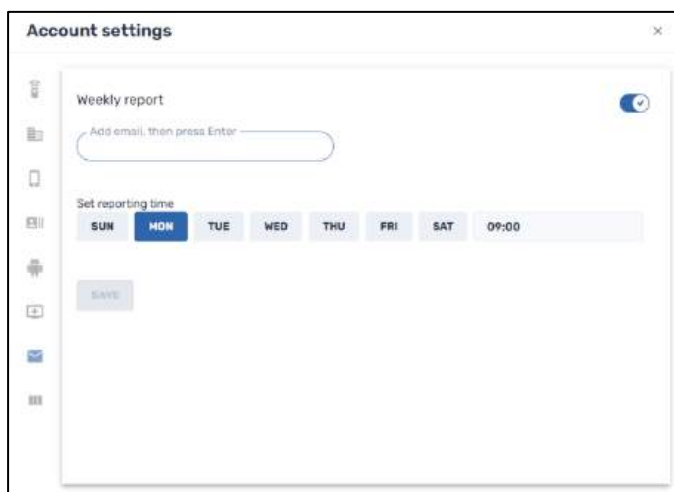 Account settings
Weekly report
Add email, then press Enter
Set reporting time
SUN MON TUE WED THU FRI SAT 09:00
SAVE